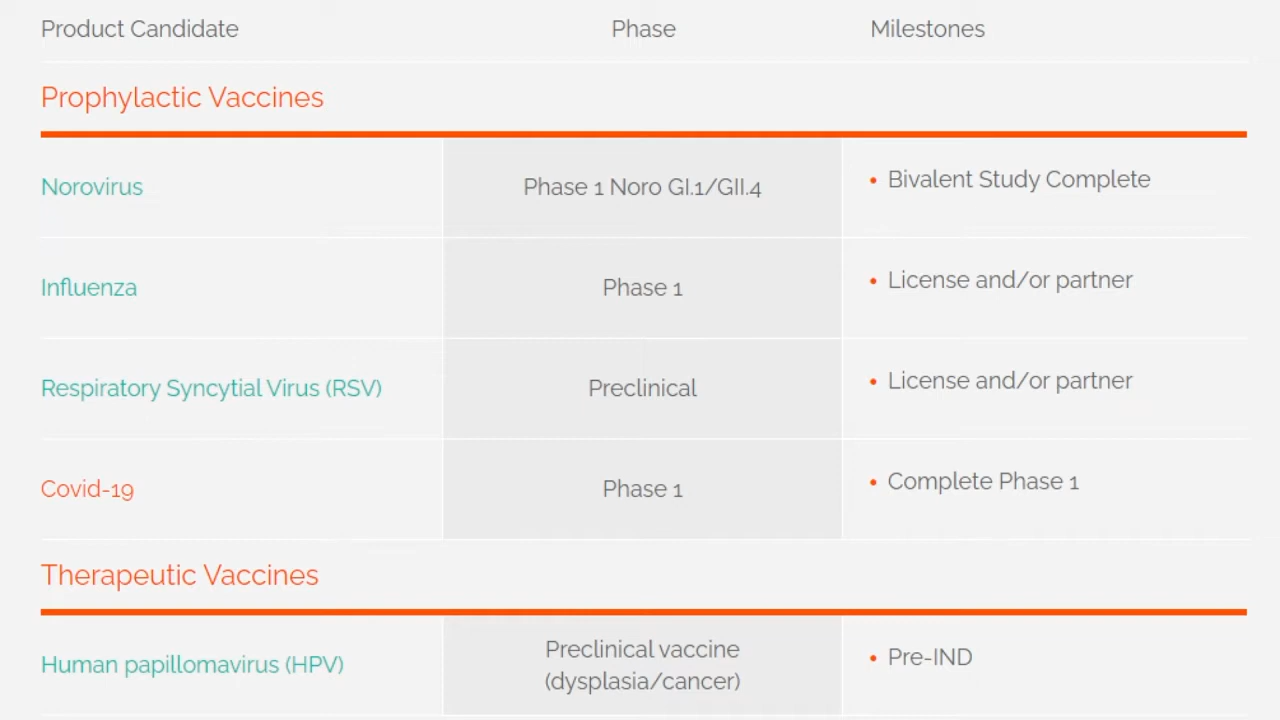 Product Candidate Phase Milestones
Prophylactic Vaccines
Norovirus Phase 1 Noro GI.1/GII.4 • Bivalent Study Complete
Influenza Phase 1 • License and/or partner
Respiratory Syncytial Virus (RSV) Preclinical • License and/or partner
Covid-19 Phase 1 • Complete Phase 1
Therapeutic Vaccines
Human papillomavirus (HPV) Preclinical vaccine • Pre-IND
(dysplasia/cancer)